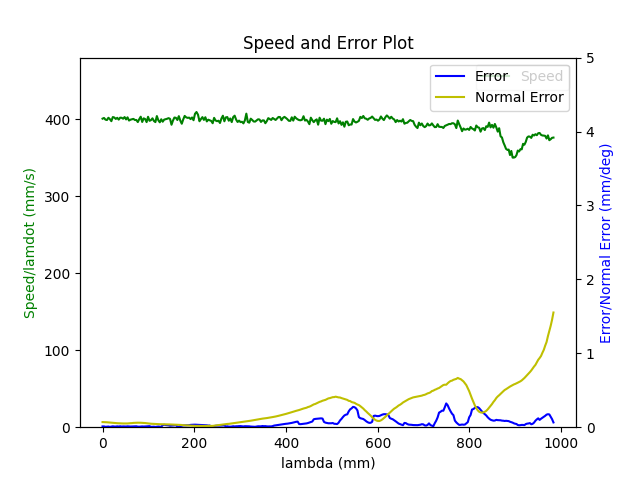 Speed and Error Plot
Error Speed
Normal Error
Speed/lamdot (mm/s)
400
300
200
100
0
5
4
3
2
1
0
Error/Normal Error (mm/deg)
0 200 400 600 800 1000
lambda (mm)